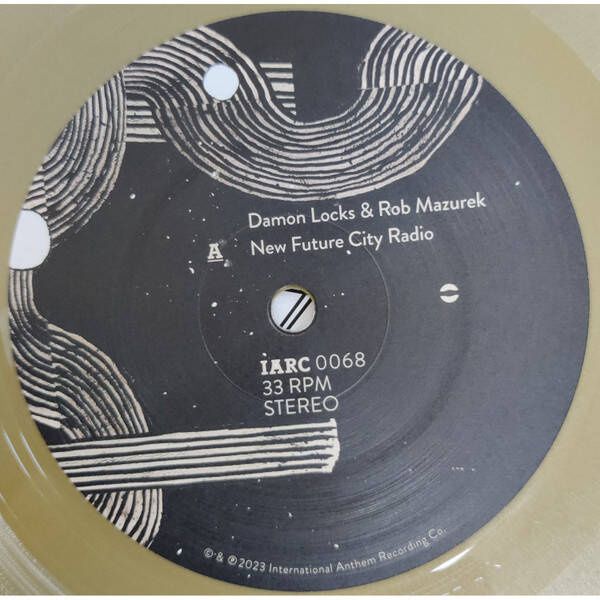 Damon Locks & Rob Mazurek
A
New Future City Radio
IARC 0068
33 RPM
STEREO
© & ℗ 2023 International Anthem Recording Co.